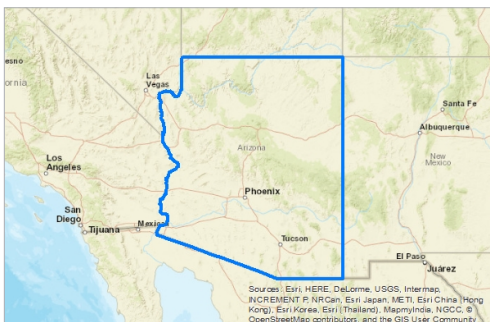 esno
ornia
Las
Vegas
Santa Fe
Albuquerque
Arizona
New
Mexico
Los
Angeles
Phoenix
San
Diego
Tijuana
Mexic
Tucson
El Paso
Juárez
Sources: Esri, HERE, DeLorme, USGS, Intermap,
INCREMENT P, NRCan, Esri Japan, METI, Esri China (Hong
Kong), Esri Korea, Esri (Thailand), MapmyIndia, NGCC, ©
OpenStreetMap contributors, and the GIS User Community